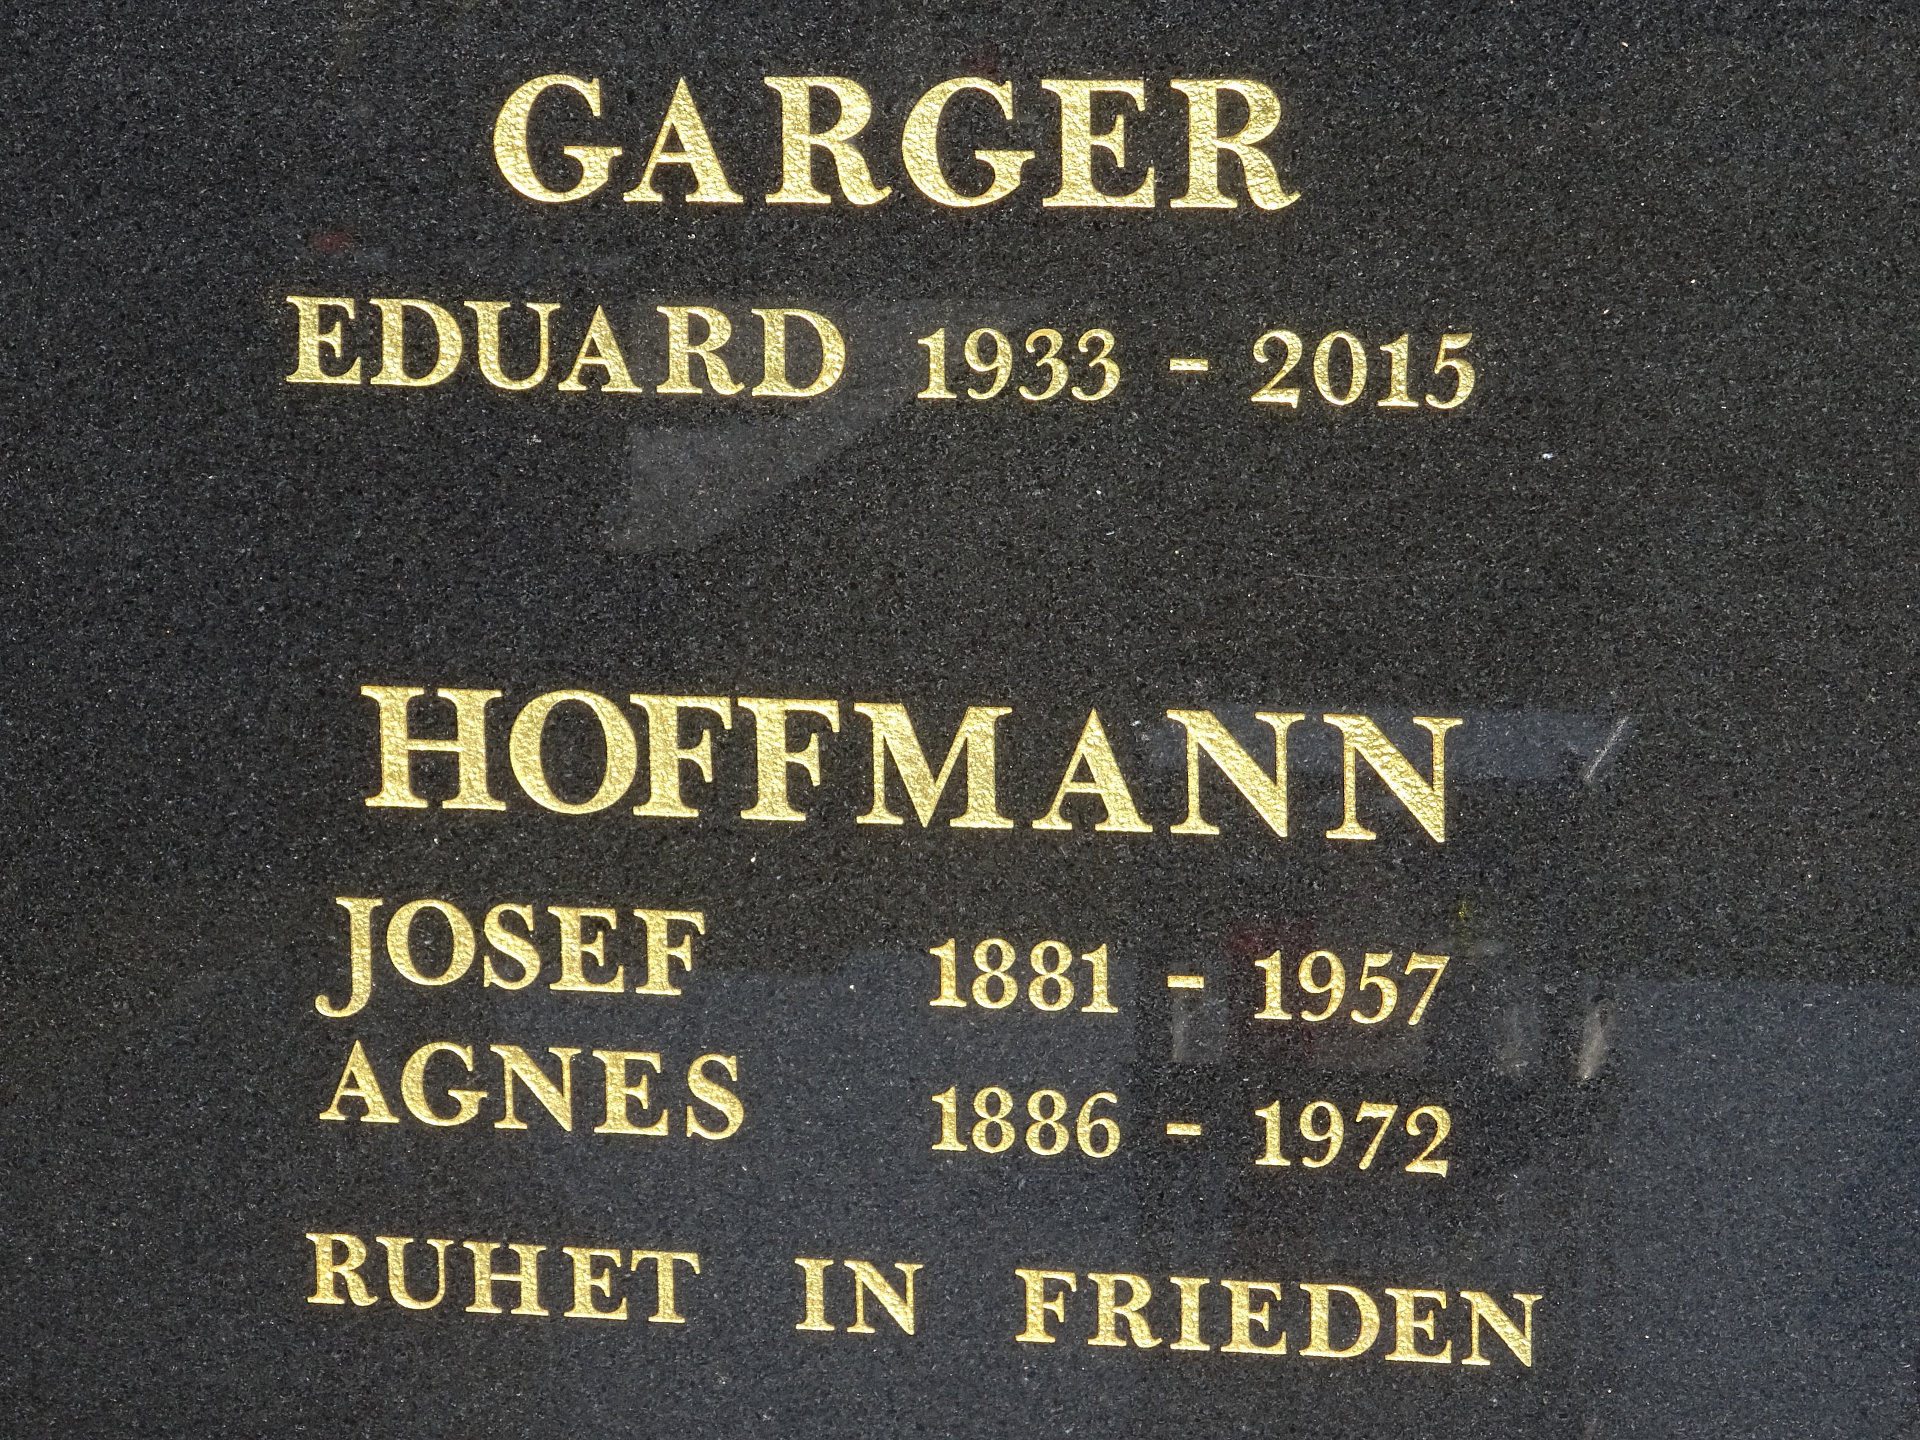 GARGER
EDUARD 1933 - 2015
HOFFMANN
JOSEF 1881 - 1957
AGNES 1886 - 1972
RUHET IN FRIEDEN